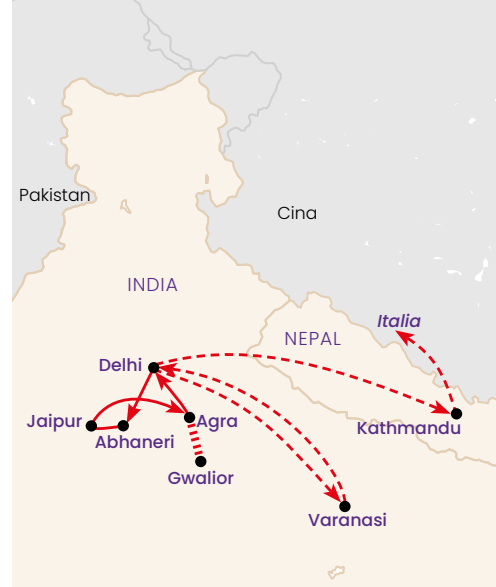 Pakistan
Cina
INDIA
Italia
NEPAL
Delhi
Jaipur
Agra
Kathmandu
Abhaneri
Gwalior
Varanasi